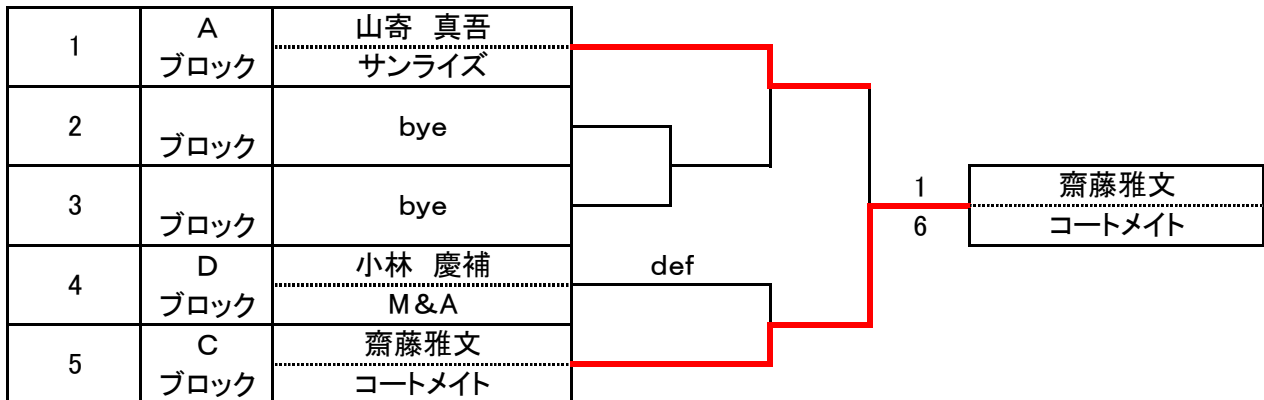 1
A
ブロック
山寄 真吾
サンライズ
2
ブロック
bye
3
ブロック
bye
1
6
齋藤雅文
コートメイト
4
D
ブロック
小林 慶補
M&A
def
5
C
ブロック
齋藤雅文
コートメイト